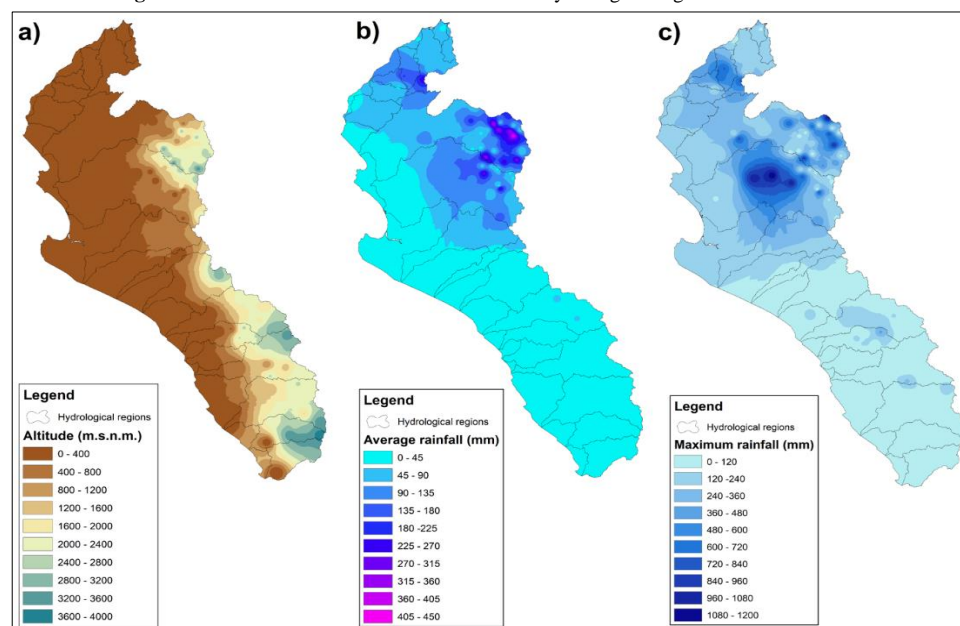 a)
b)
c)
Legend
Hydrological regions
Altitude (m.s.n.m.)
0 - 400
400 - 800
800 - 1200
1200 - 1600
1600 - 2000
2000 - 2400
2400 - 2800
2800 - 3200
3200 - 3600
3600 - 4000
Legend
Hydrological regions
Average rainfall (mm)
0 - 45
45 - 90
90 - 135
135 - 180
180 -225
225 - 270
270 - 315
315 - 360
360 - 405
405 - 450
Legend
Hydrological regions
Maximum rainfall (mm)
0 - 120
120 -240
240 -360
360 - 480
480 - 600
600 - 720
720 - 840
840 - 960
960 - 1080
1080 - 1200